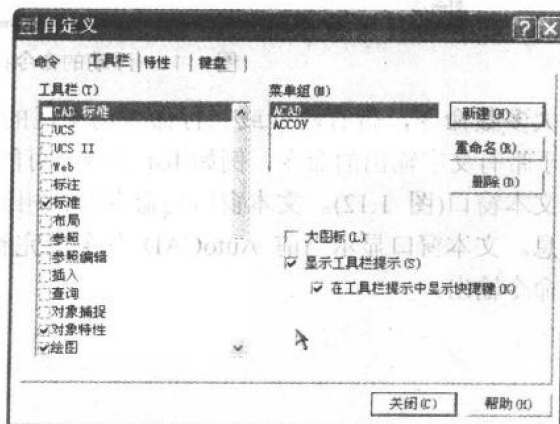 自定义
命令 工具栏 特性 键盘
工具栏(T)
CAD 标准
UCS
UCS II
Web
标注
标准
布局
参照
参照编辑
插入
查询
对象捕捉
对象特性
绘图
菜单组(M)
ACAD
ACCOV
新建(N)
重命名(R)
删除(D)
大图标(L)
显示工具栏提示(S)
在工具栏提示中显示快捷键(K)
关闭(C)
帮助(H)